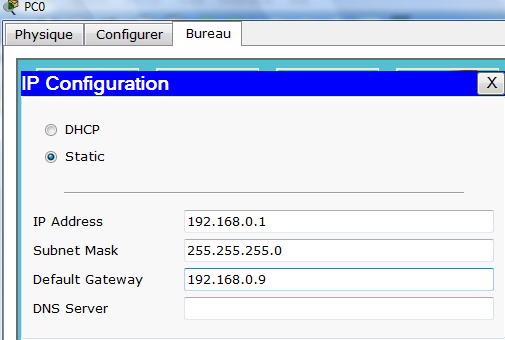 PC0
Physique Configurer Bureau
IP Configuration X
DHCP
Static
IP Address 192.168.0.1
Subnet Mask 255.255.255.0
Default Gateway 192.168.0.9
DNS Server